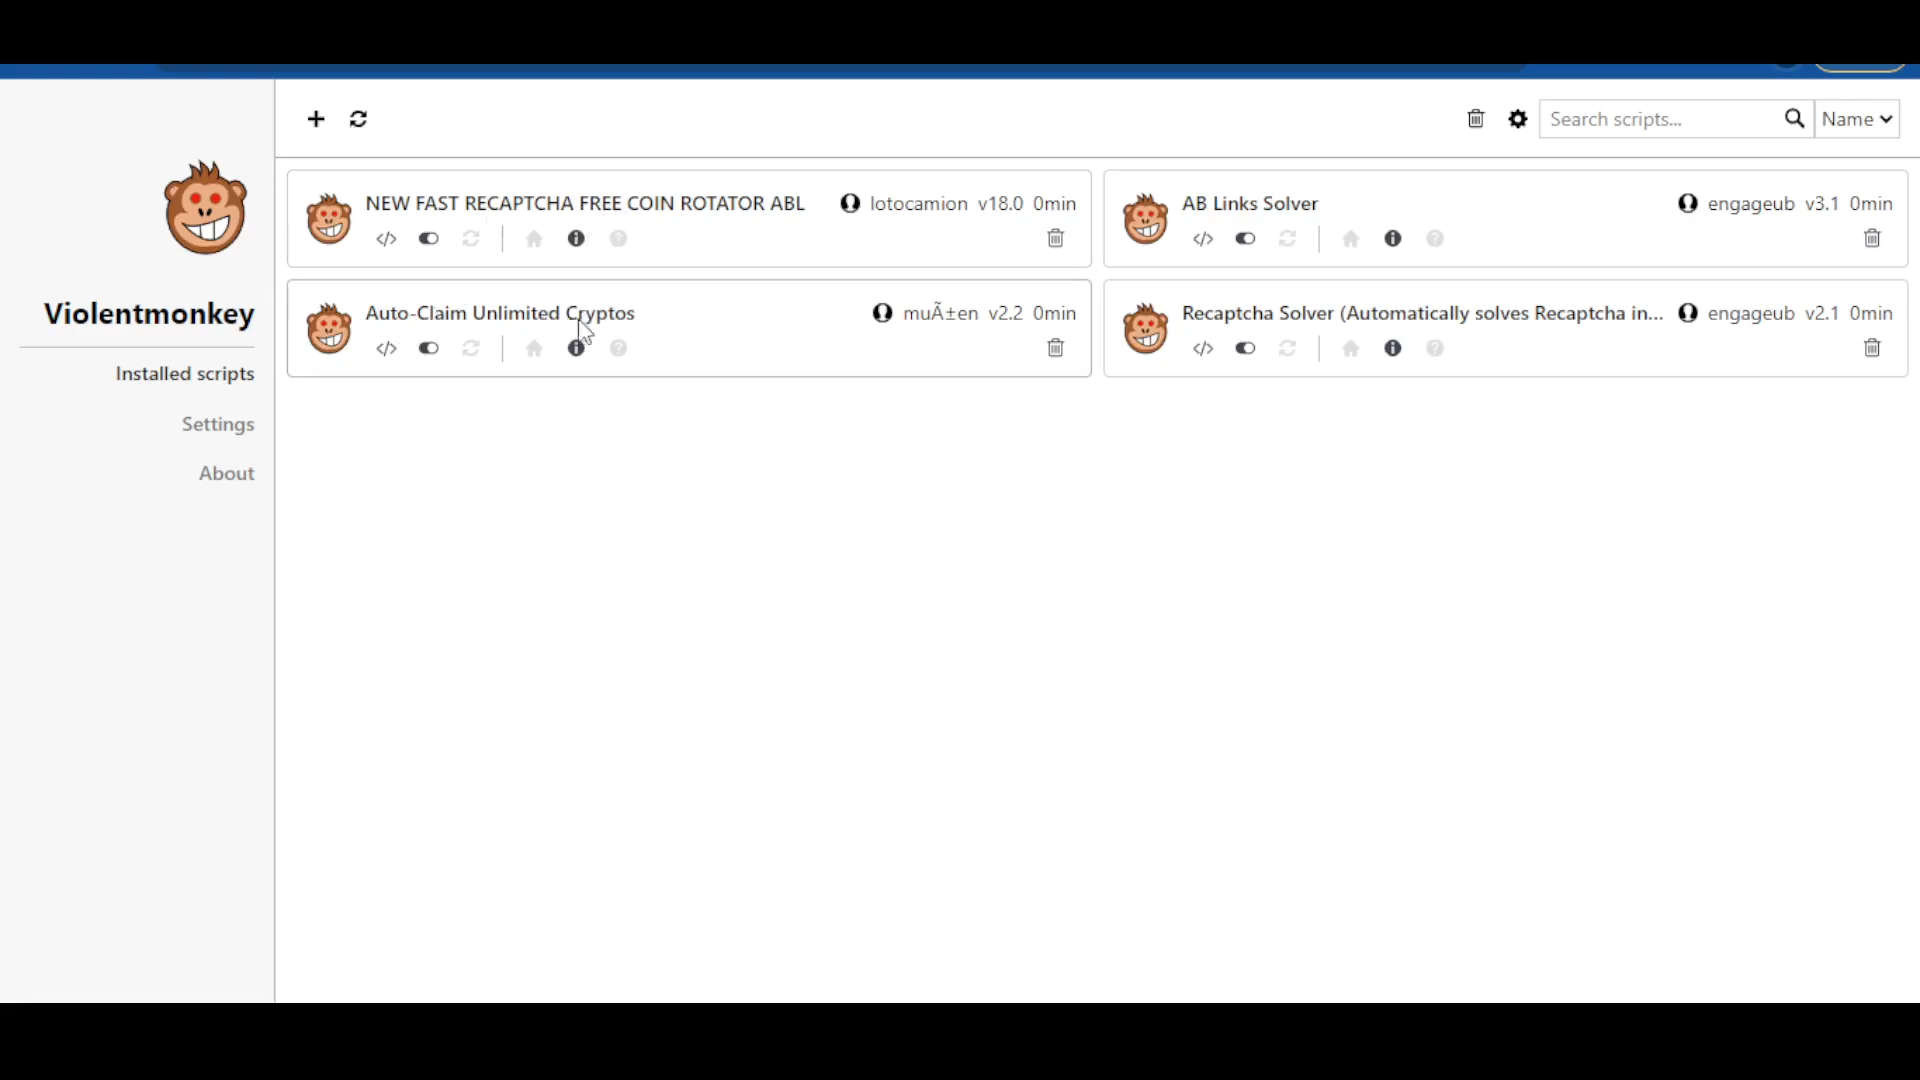 Search scripts...
Name
Violentmonkey
Installed scripts
Settings
About
NEW FAST RECAPTCHA FREE COIN ROTATOR ABL lotocamion v18.0 0min
AB Links Solver engageub v3.1 0min
Auto-Claim Unlimited Cryptos muÃ±en v2.2 0min
Recaptcha Solver (Automatically solves Recaptcha in... engageub v2.1 0min